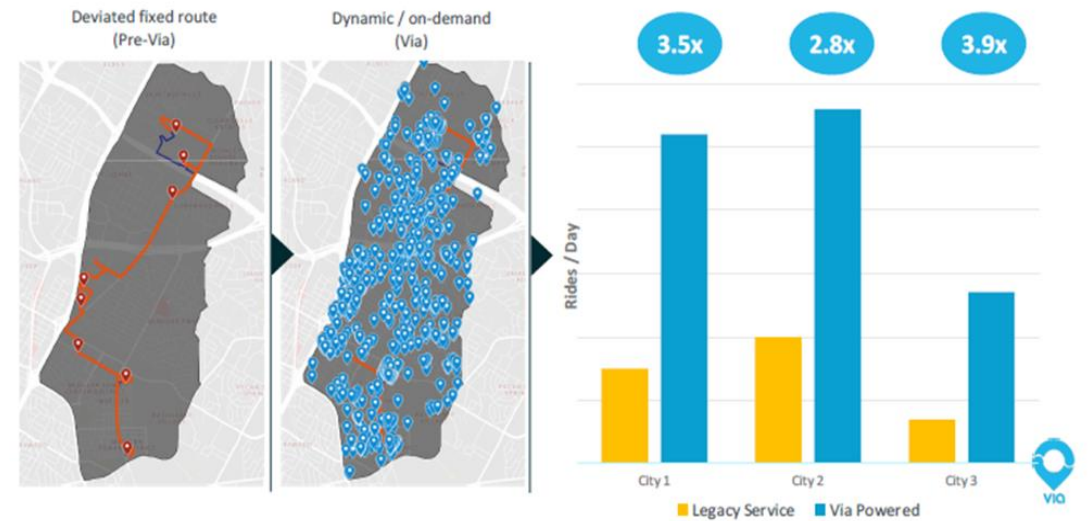 Deviated fixed route
(Pre-Via)
Dynamic / on-demand
(Via)
3.5x
2.8x
3.9x
Rides / Day
City 1
City 2
City 3
Legacy Service
Via Powered
VIA